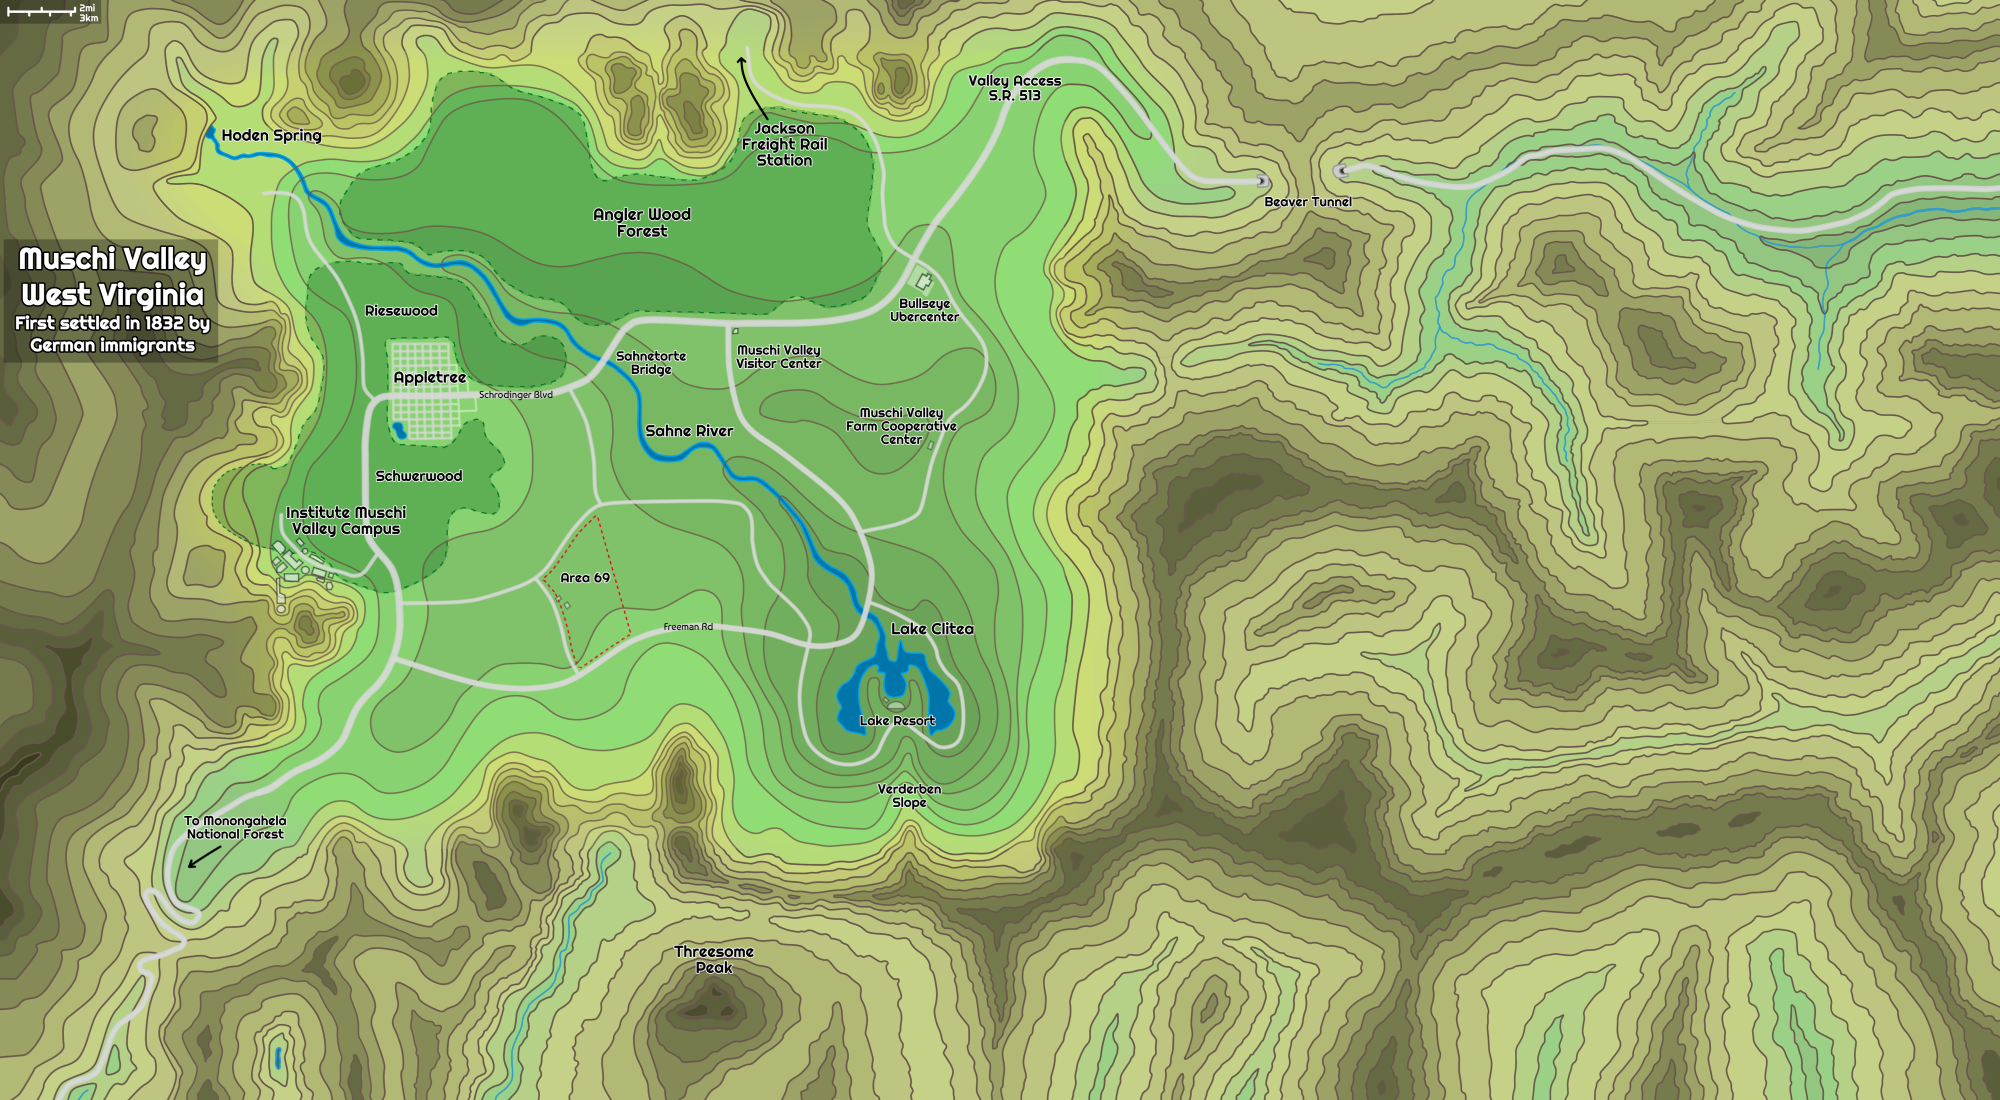 2mi
3km
Valley Access
S.R. 513
Jackson
Freight Rail
Station
Hoden Spring
Beaver Tunnel
Angler Wood
Forest
Muschi Valley
West Virginia
First settled in 1832 by
German immigrants
Riesewood
Bullseye
Ubercenter
Sahnetorte
Bridge
Muschi Valley
Visitor Center
Appletree
Schrodinger Blvd
Muschi Valley
Farm Cooperative
Center
Sahne River
Schwerwood
Institute Muschi
Valley Campus
Area 69
Freeman Rd
Lake Clitea
Lake Resort
Verderben
Slope
To Monongahela
National Forest
Threesome
Peak